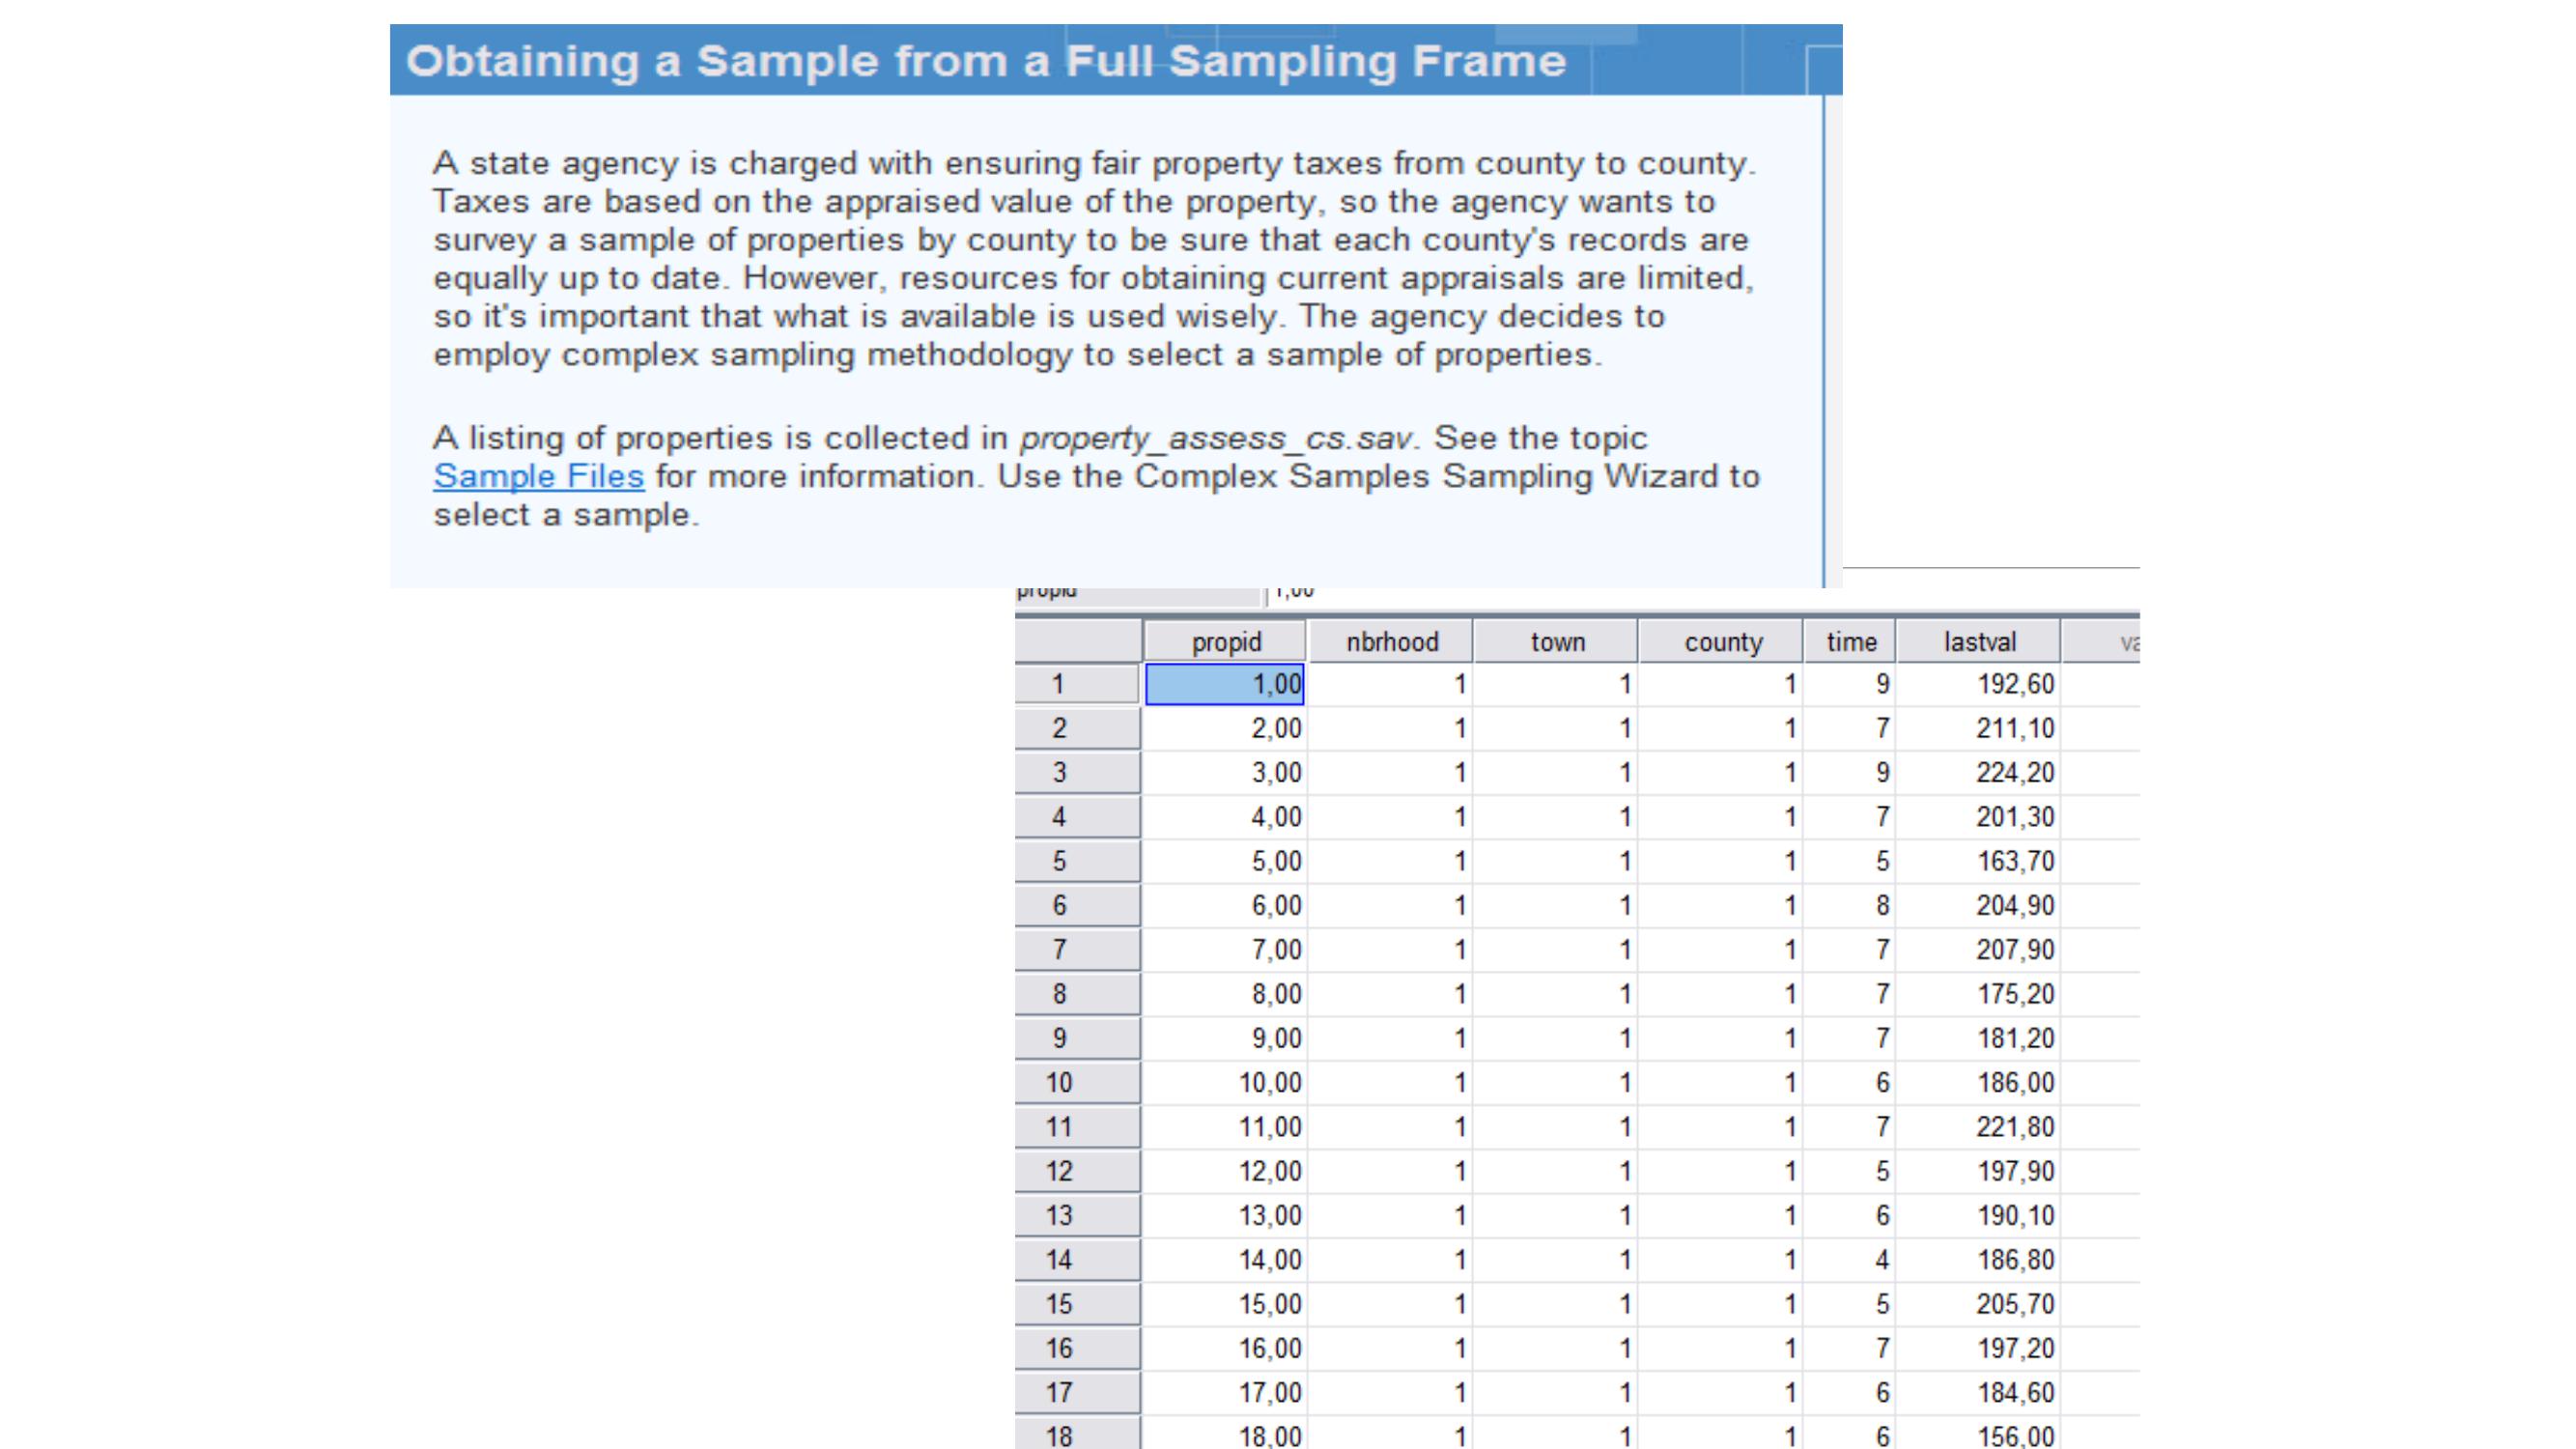 Obtaining a Sample from a Full Sampling Frame
A state agency is charged with ensuring fair property taxes from county to county.
Taxes are based on the appraised value of the property, so the agency wants to
survey a sample of properties by county to be sure that each county's records are
equally up to date. However, resources for obtaining current appraisals are limited,
so it's important that what is available is used wisely. The agency decides to
employ complex sampling methodology to select a sample of properties.
A listing of properties is collected in property_assess_cs.sav. See the topic
Sample Files for more information. Use the Complex Samples Sampling Wizard to
select a sample.
propid 1,00
propid nbrhood town county time lastval va
1 1,00 1 1 1 9 192,60
2 2,00 1 1 1 7 211,10
3 3,00 1 1 1 9 224,20
4 4,00 1 1 1 7 201,30
5 5,00 1 1 1 5 163,70
6 6,00 1 1 1 8 204,90
7 7,00 1 1 1 7 207,90
8 8,00 1 1 1 7 175,20
9 9,00 1 1 1 7 181,20
10 10,00 1 1 1 6 186,00
11 11,00 1 1 1 7 221,80
12 12,00 1 1 1 5 197,90
13 13,00 1 1 1 6 190,10
14 14,00 1 1 1 4 186,80
15 15,00 1 1 1 5 205,70
16 16,00 1 1 1 7 197,20
17 17,00 1 1 1 6 184,60
18 18,00 1 1 1 6 156,00